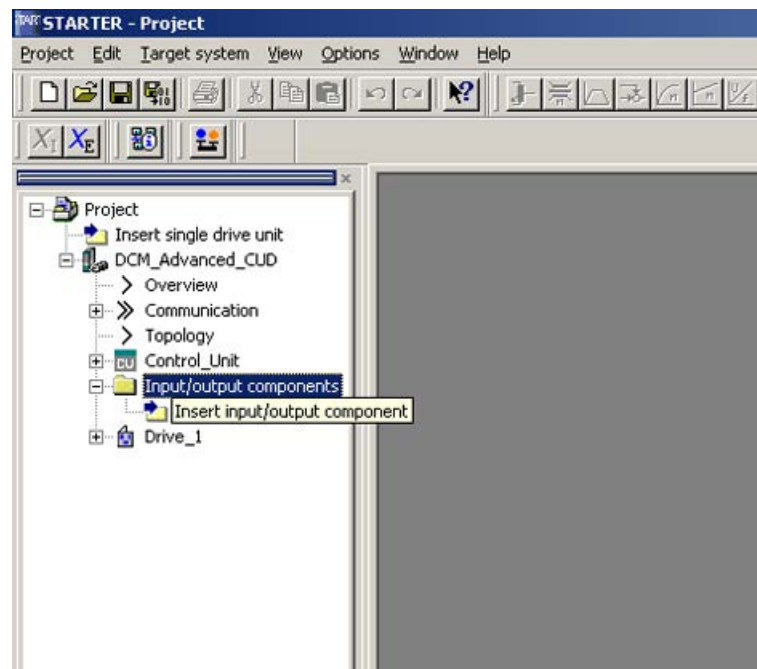 STARTER - Project
Project Edit Target system View Options Window Help
Project
Insert single drive unit
DCM_Advanced_CUD
Overview
Communication
Topology
CU Control_Unit
Input/output components
Insert input/output component
Drive_1